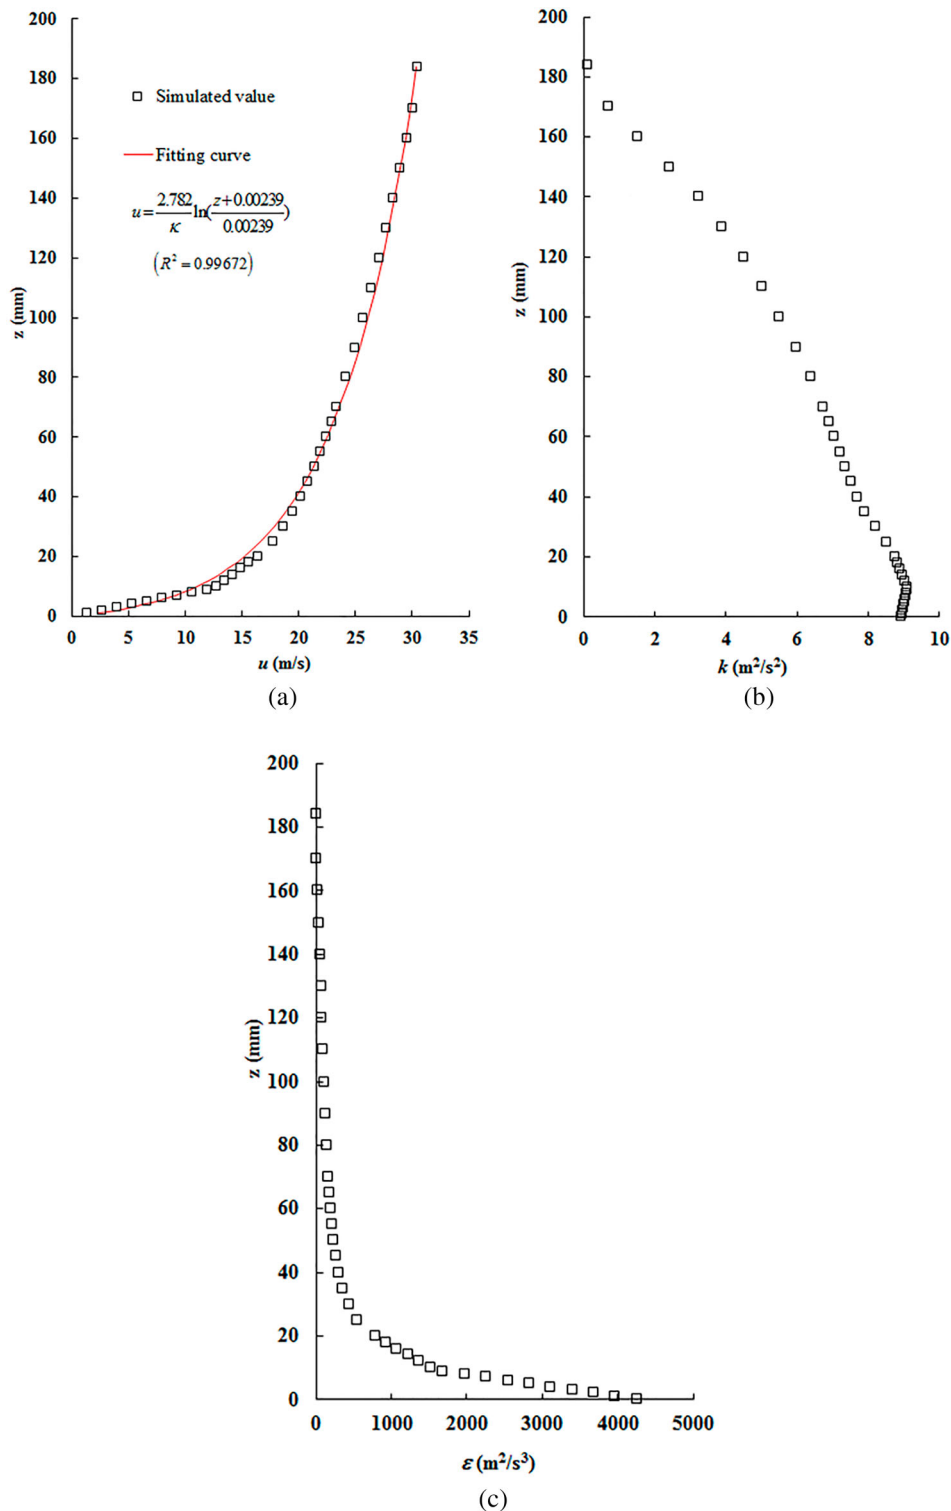 200
180
160
140
120
100
80
60
40
20
0
z (mm)
Simulated value
Fitting curve
u=2.782/κ ln(z+0.00239/0.00239)
(R² = 0.99672)
0 5 10 15 20 25 30 35
u (m/s)
(a)
200
180
160
140
120
100
80
60
40
20
0
z (mm)
0 2 4 6 8 10
k (m²/s²)
(b)
200
180
160
140
120
100
80
60
40
20
0
z (mm)
0 1000 2000 3000 4000 5000
ε (m²/s³)
(c)